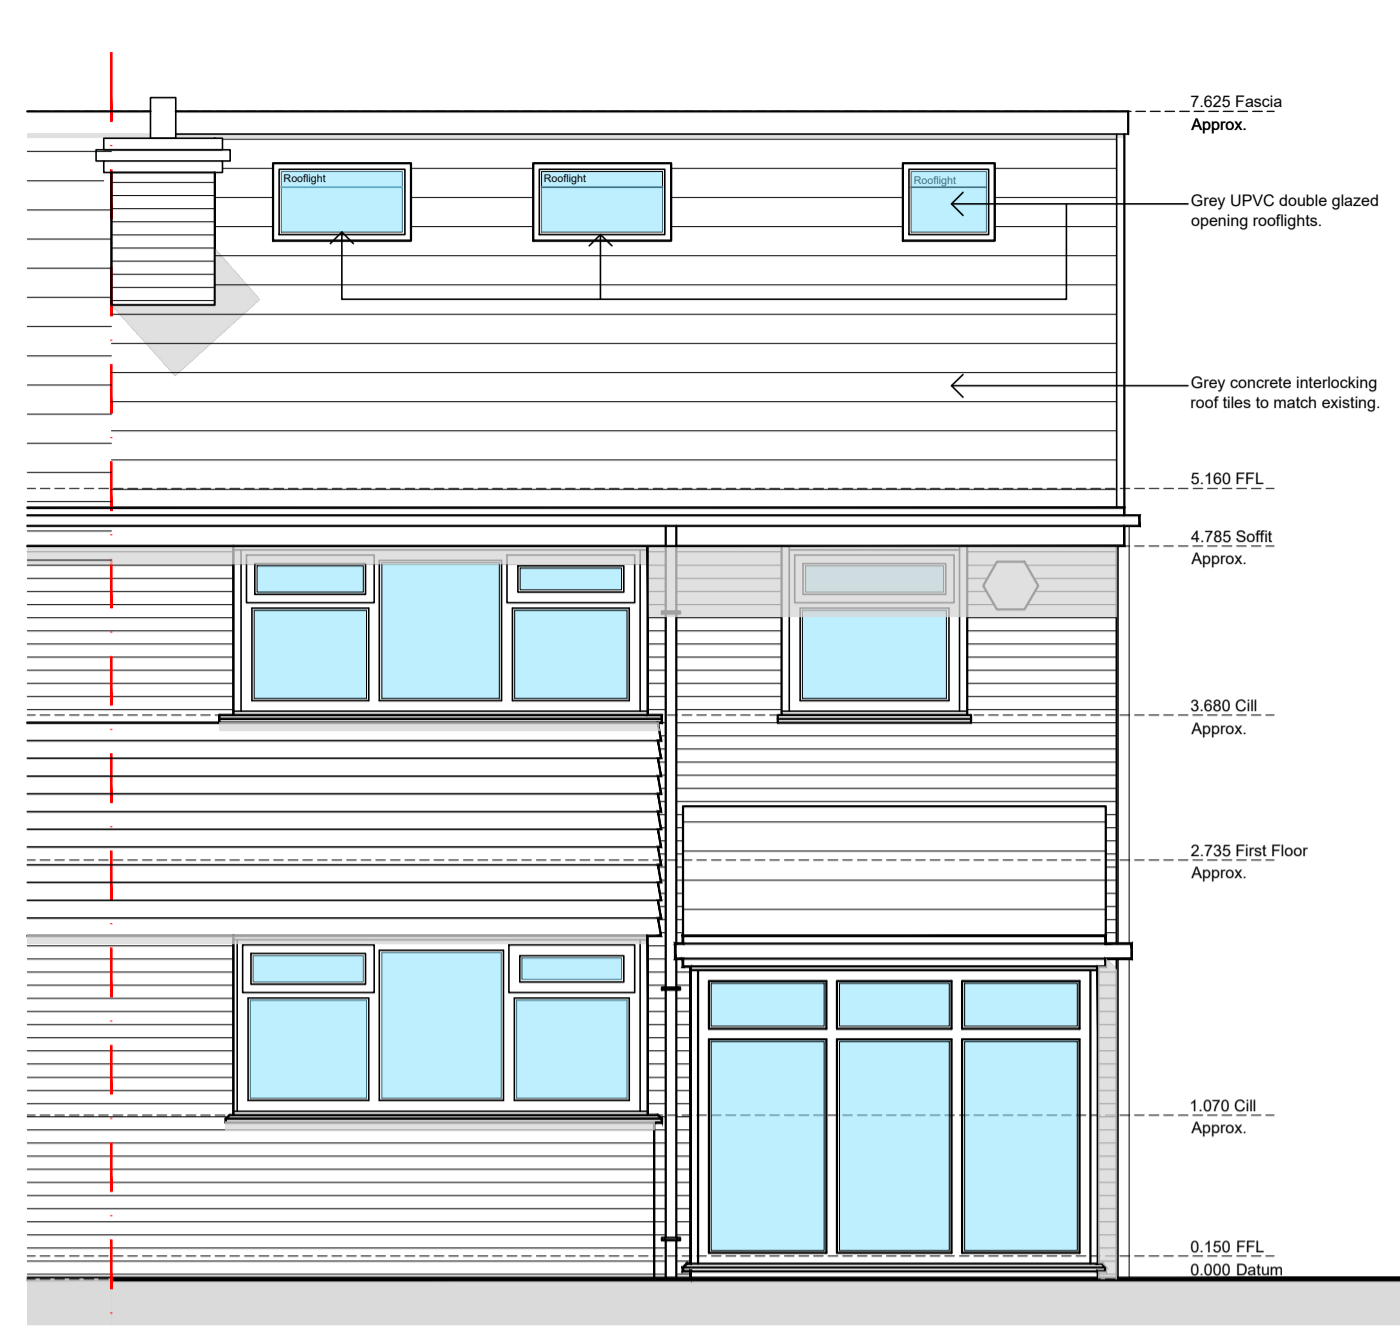 7.625 Fascia
Approx.
Rooflight
Rooflight
Rooflight
Grey UPVC double glazed
opening rooflights.
Grey concrete interlocking
roof tiles to match existing.
5.160 FFL
4.785 Soffit
Approx.
3.680 Cill
Approx.
2.735 First Floor
Approx.
1.070 Cill
Approx.
0.150 FFL
0.000 Datum